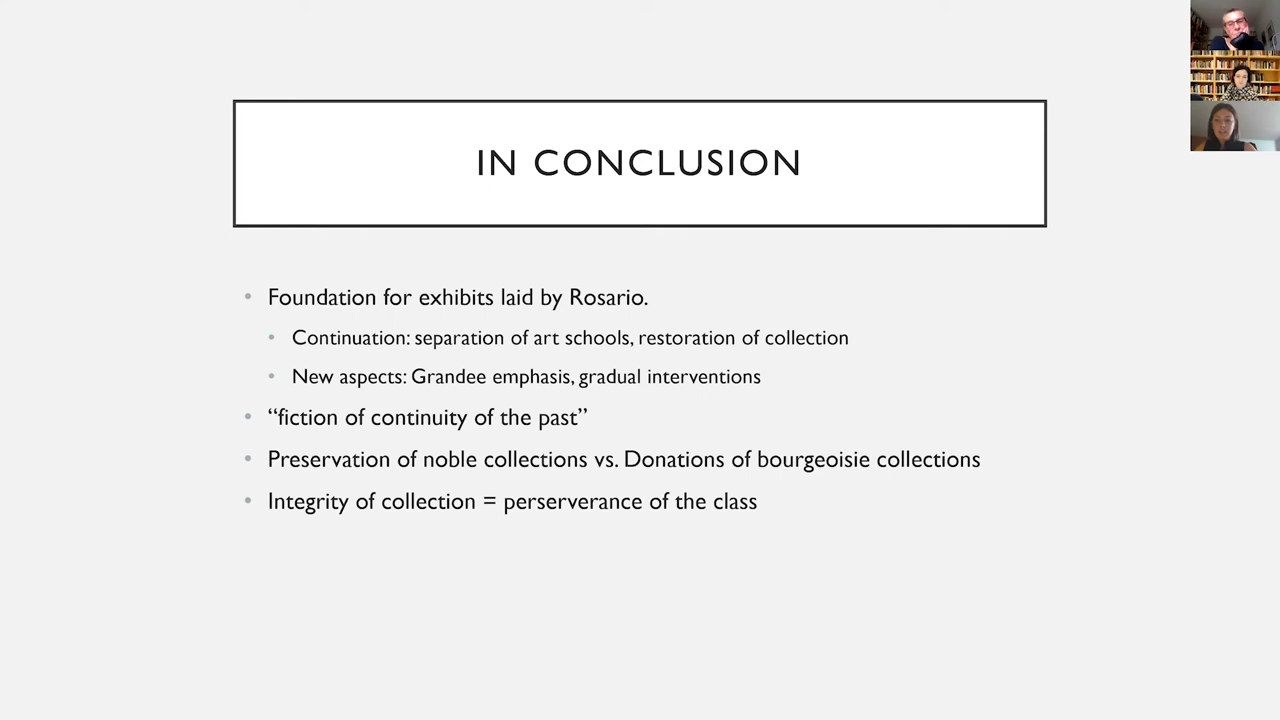 IN CONCLUSION
• Foundation for exhibits laid by Rosario.
• Continuation: separation of art schools, restoration of collection
• New aspects: Grandee emphasis, gradual interventions
• “fiction of continuity of the past”
• Preservation of noble collections vs. Donations of bourgeoisie collections
• Integrity of collection = perserverance of the class